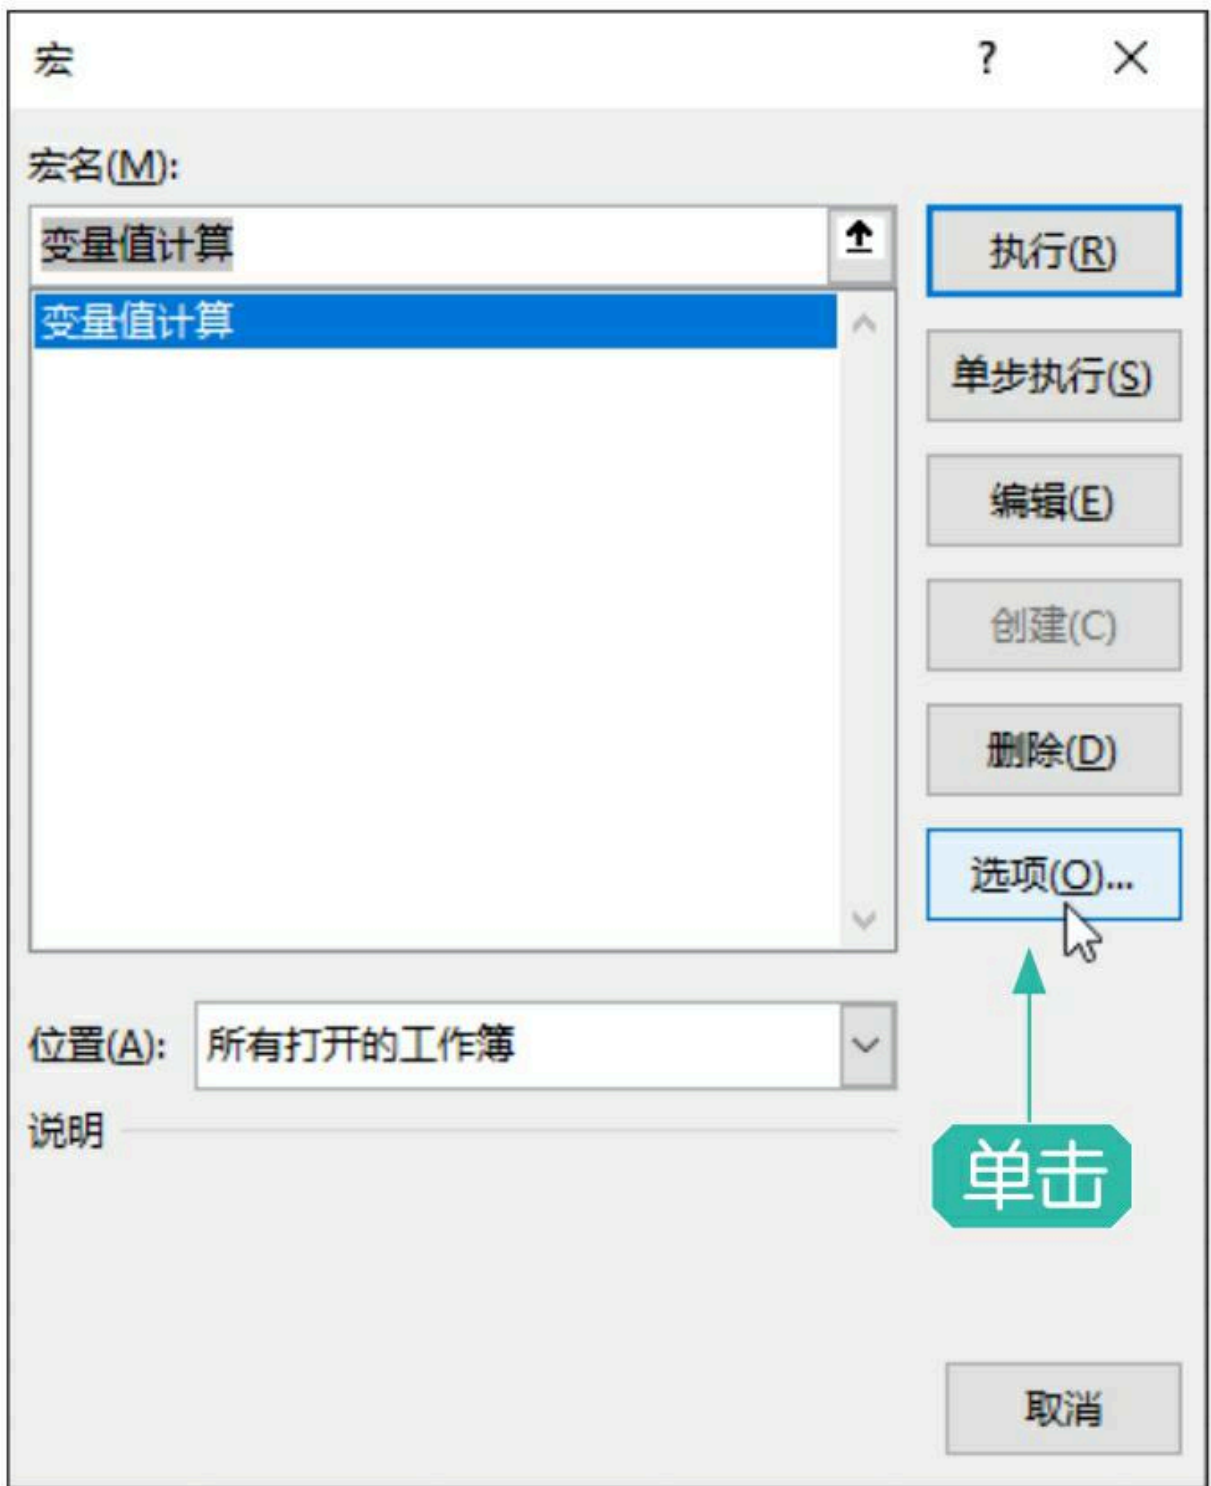 宏
?
宏名(M):
变量值计算
执行(R)
变量值计算
单步执行(S)
编辑(E)
创建(C)
删除(D)
选项(O)...
位置(A):
所有打开的工作簿
说明
单击
取消